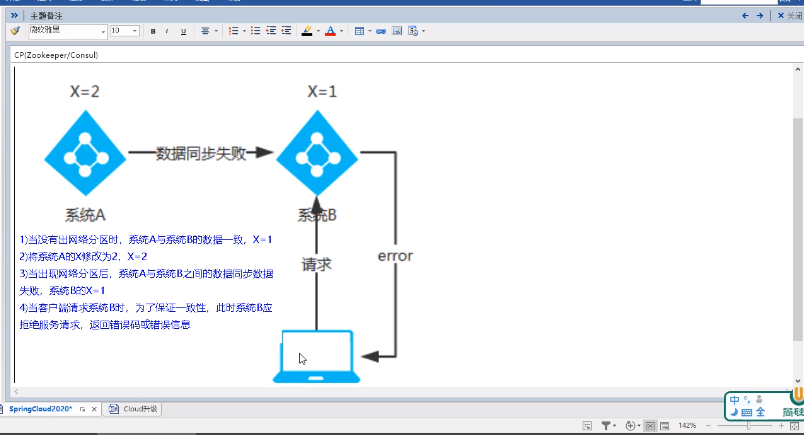 主题备注
关闭
微软雅黑
10
B I U
CP(Zookeeper/Consul)
X=2
X=1
数据同步失败
系统A
系统B
1)当没有出网络分区时，系统A与系统B的数据一致，X=1
2)将系统A的X修改为2，X=2
3)当出现网络分区后，系统A与系统B之间的数据同步数据
失败，系统B的X=1
4)当客户端请求系统B时，为了保证一致性，此时系统B应
拒绝服务请求，返回错误码或错误信息
请求
error
SpringCloud2020*
Cloud升级
中
全
142%